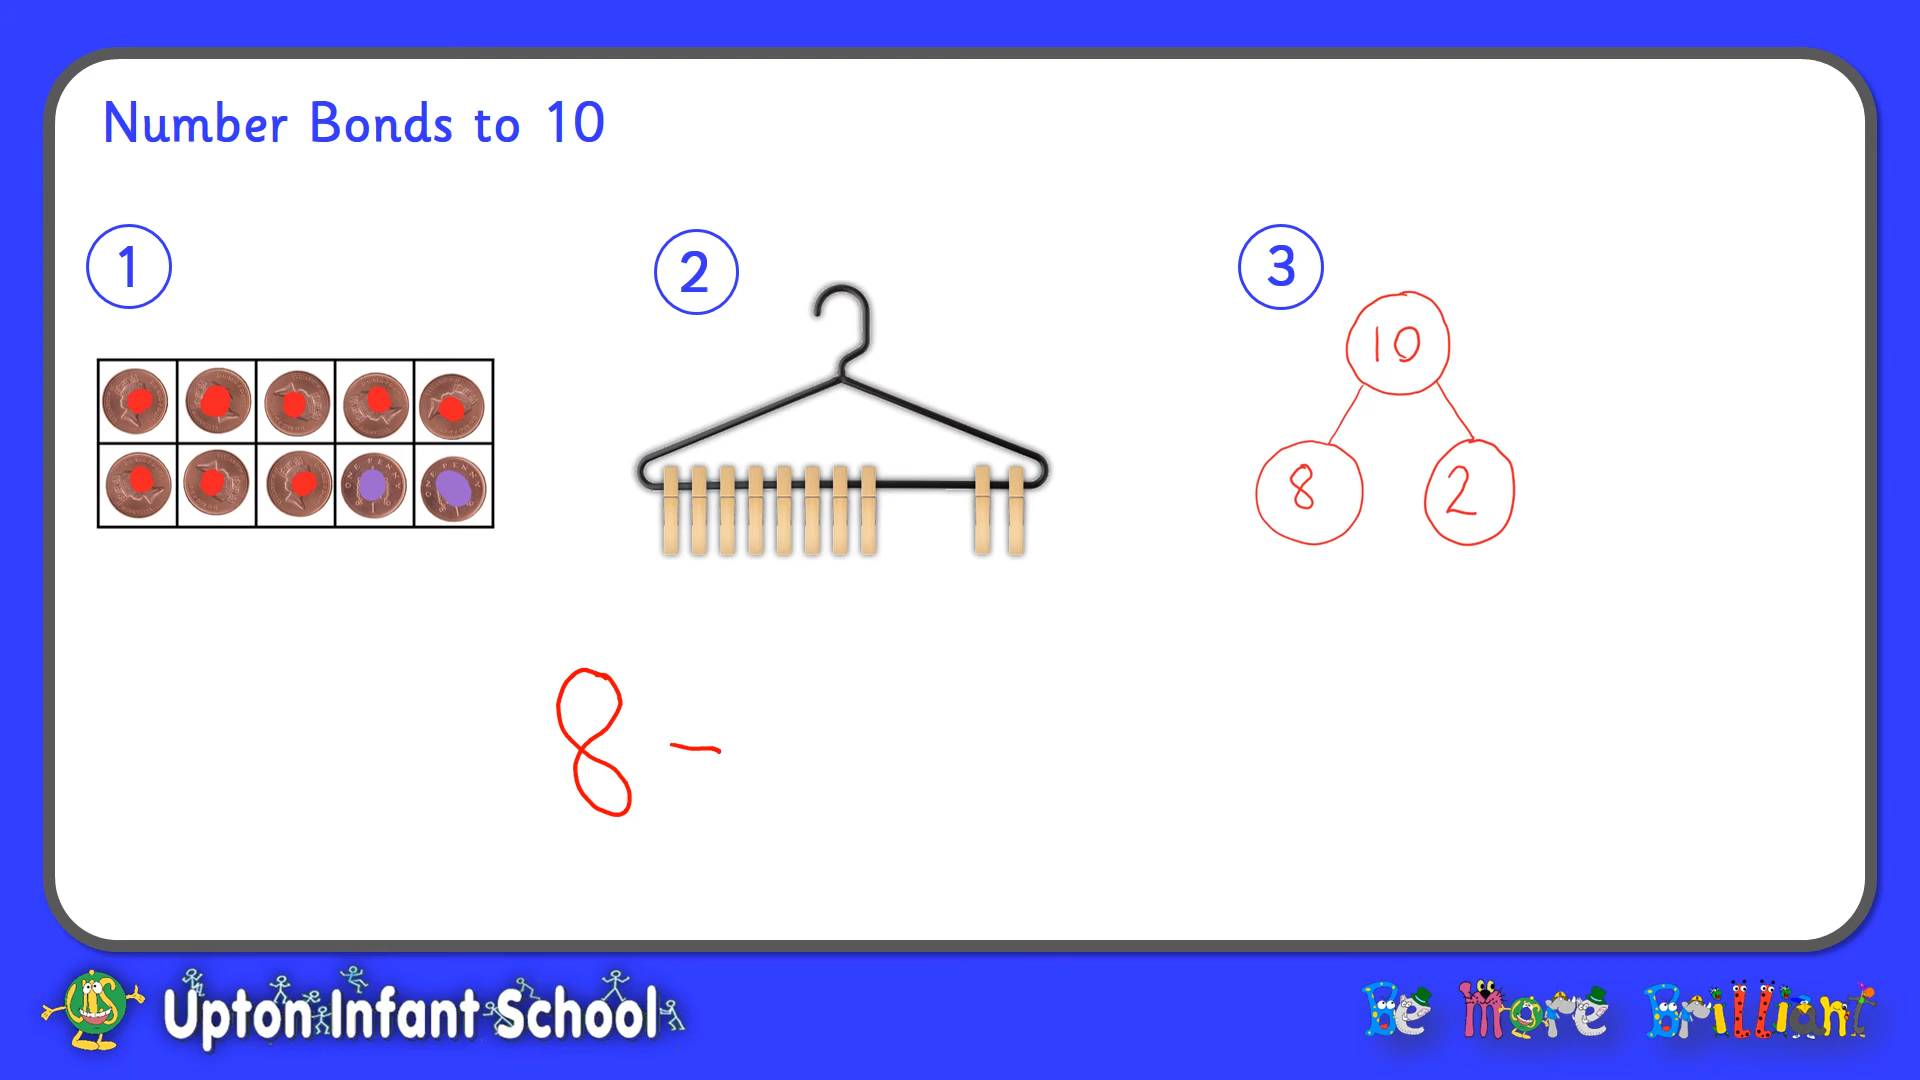 Number Bonds to 10
1
2
3
10
8
2
8 –
Upton Infant School
Be More Brilliant